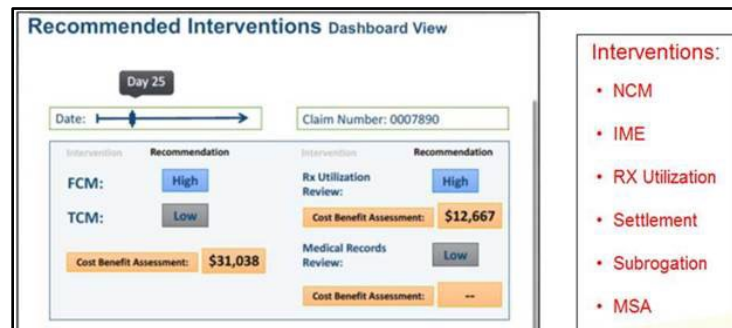 Recommended Interventions Dashboard View
Day 25
Date:
Claim Number: 0007890
Intervention Recommendation
FCM: High
TCM: Low
Cost Benefit Assessment: $31,038
Intervention Recommendation
Rx Utilization Review: High
Cost Benefit Assessment: $12,667
Medical Records Review: Low
Cost Benefit Assessment: --
Interventions:
• NCM
• IME
• RX Utilization
• Settlement
• Subrogation
• MSA